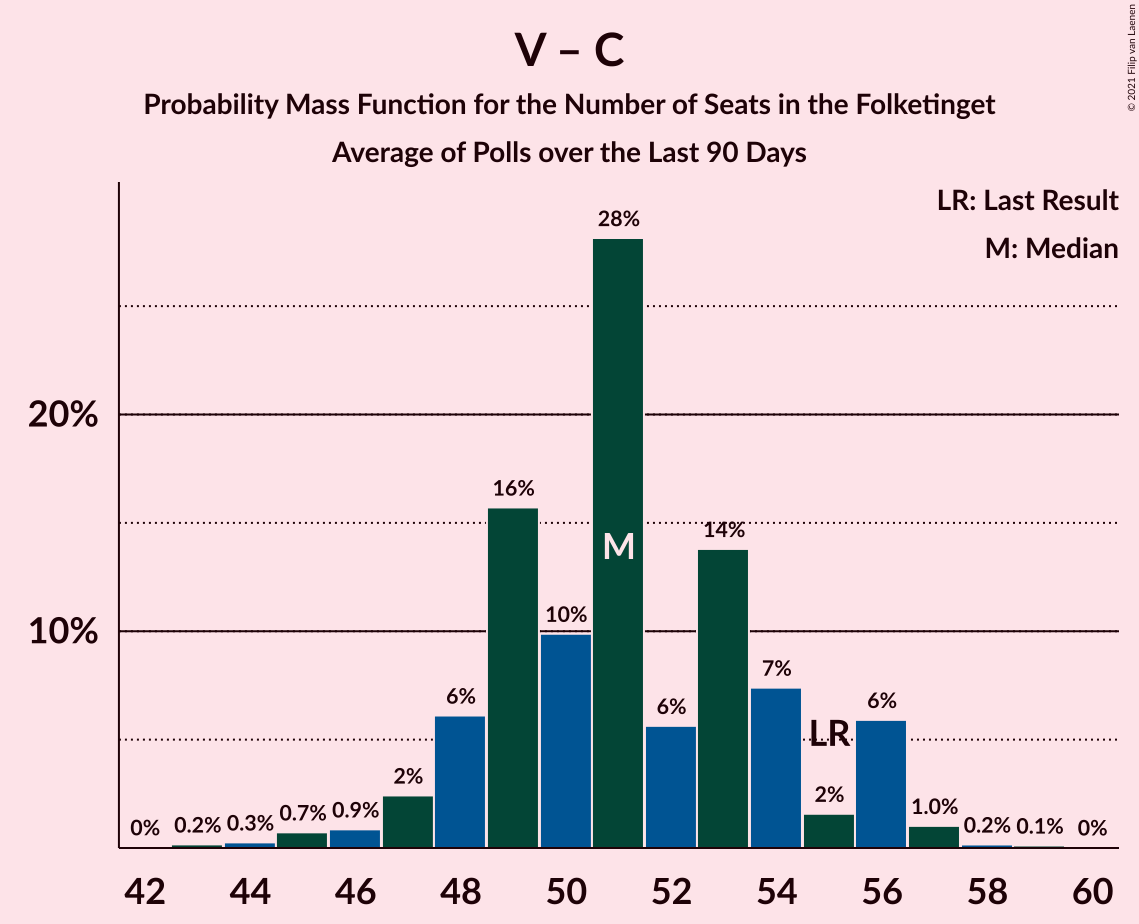 V – C
Probability Mass Function for the Number of Seats in the Folketinget
Average of Polls over the Last 90 Days
© 2021 Filip van Laenen
LR: Last Result
M: Median
20%
10%
0%
0.2%
0.3%
0.7%
0.9%
2%
6%
16%
10%
28%
M
6%
14%
7%
LR
2%
6%
1.0%
0.2%
0.1%
0%
42 44 46 48 50 52 54 56 58 60